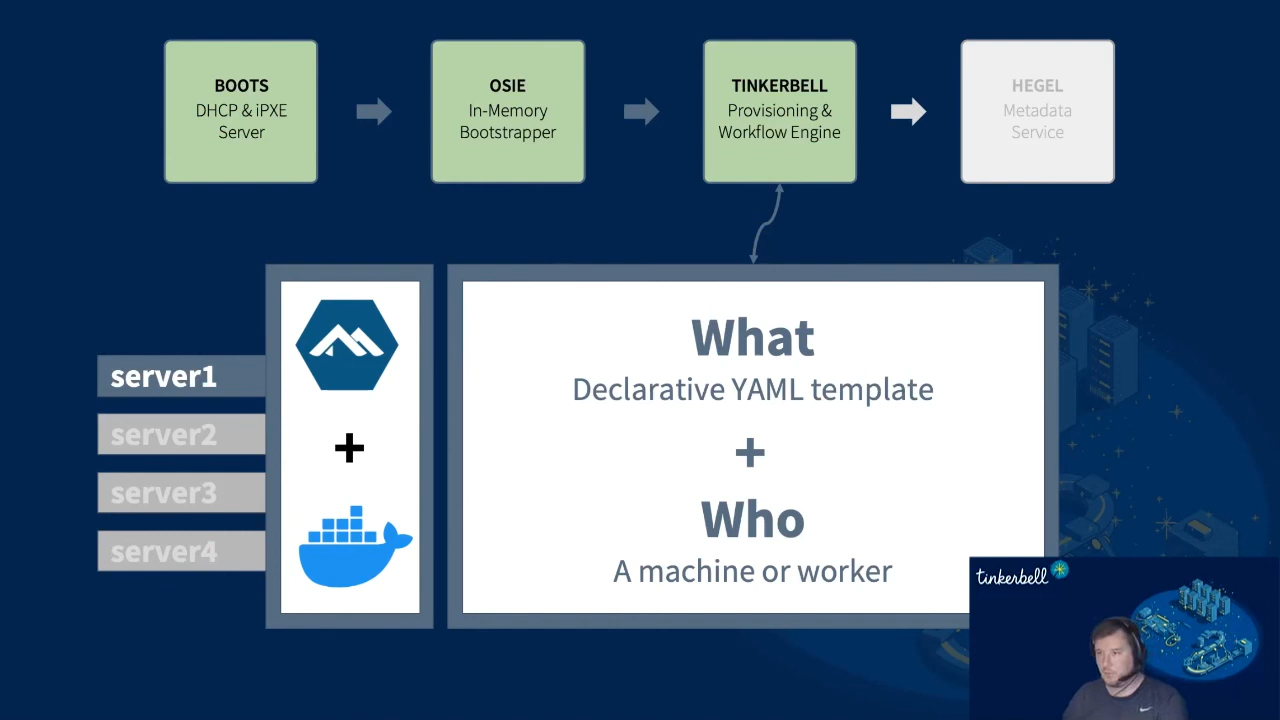 BOOTS
DHCP & iPXE
Server
OSIE
In-Memory
Bootstrapper
TINKERBELL
Provisioning &
Workflow Engine
HEGEL
Metadata
Service
server1
server2
server3
server4
+
What
Declarative YAML template
+
Who
A machine or worker
tinkerbell